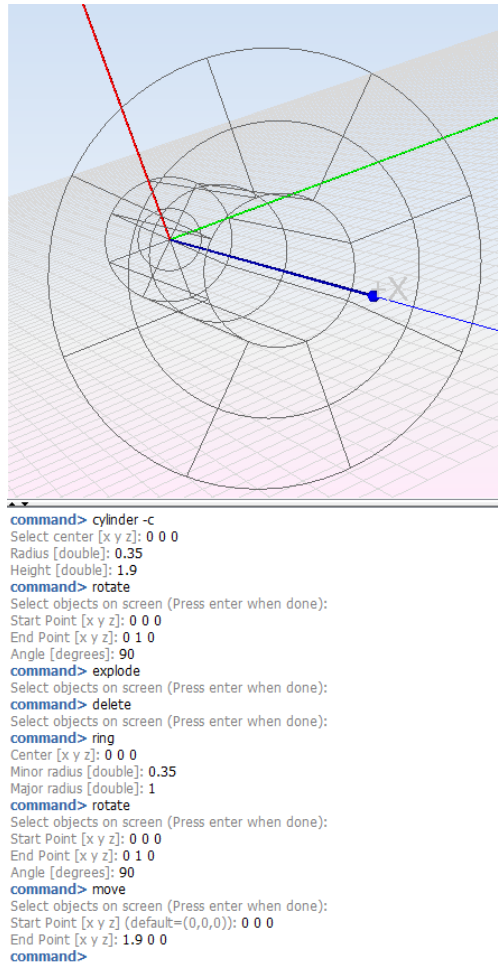 +X
command> cylinder -c
Select center [x y z]: 0 0 0
Radius [double]: 0.35
Height [double]: 1.9
command> rotate
Select objects on screen (Press enter when done):
Start Point [x y z]: 0 0 0
End Point [x y z]: 0 1 0
Angle [degrees]: 90
command> explode
Select objects on screen (Press enter when done):
command> delete
Select objects on screen (Press enter when done):
command> ring
Center [x y z]: 0 0 0
Minor radius [double]: 0.35
Major radius [double]: 1
command> rotate
Select objects on screen (Press enter when done):
Start Point [x y z]: 0 0 0
End Point [x y z]: 0 1 0
Angle [degrees]: 90
command> move
Select objects on screen (Press enter when done):
Start Point [x y z] (default=(0,0,0)): 0 0 0
End Point [x y z]: 1.9 0 0
command>